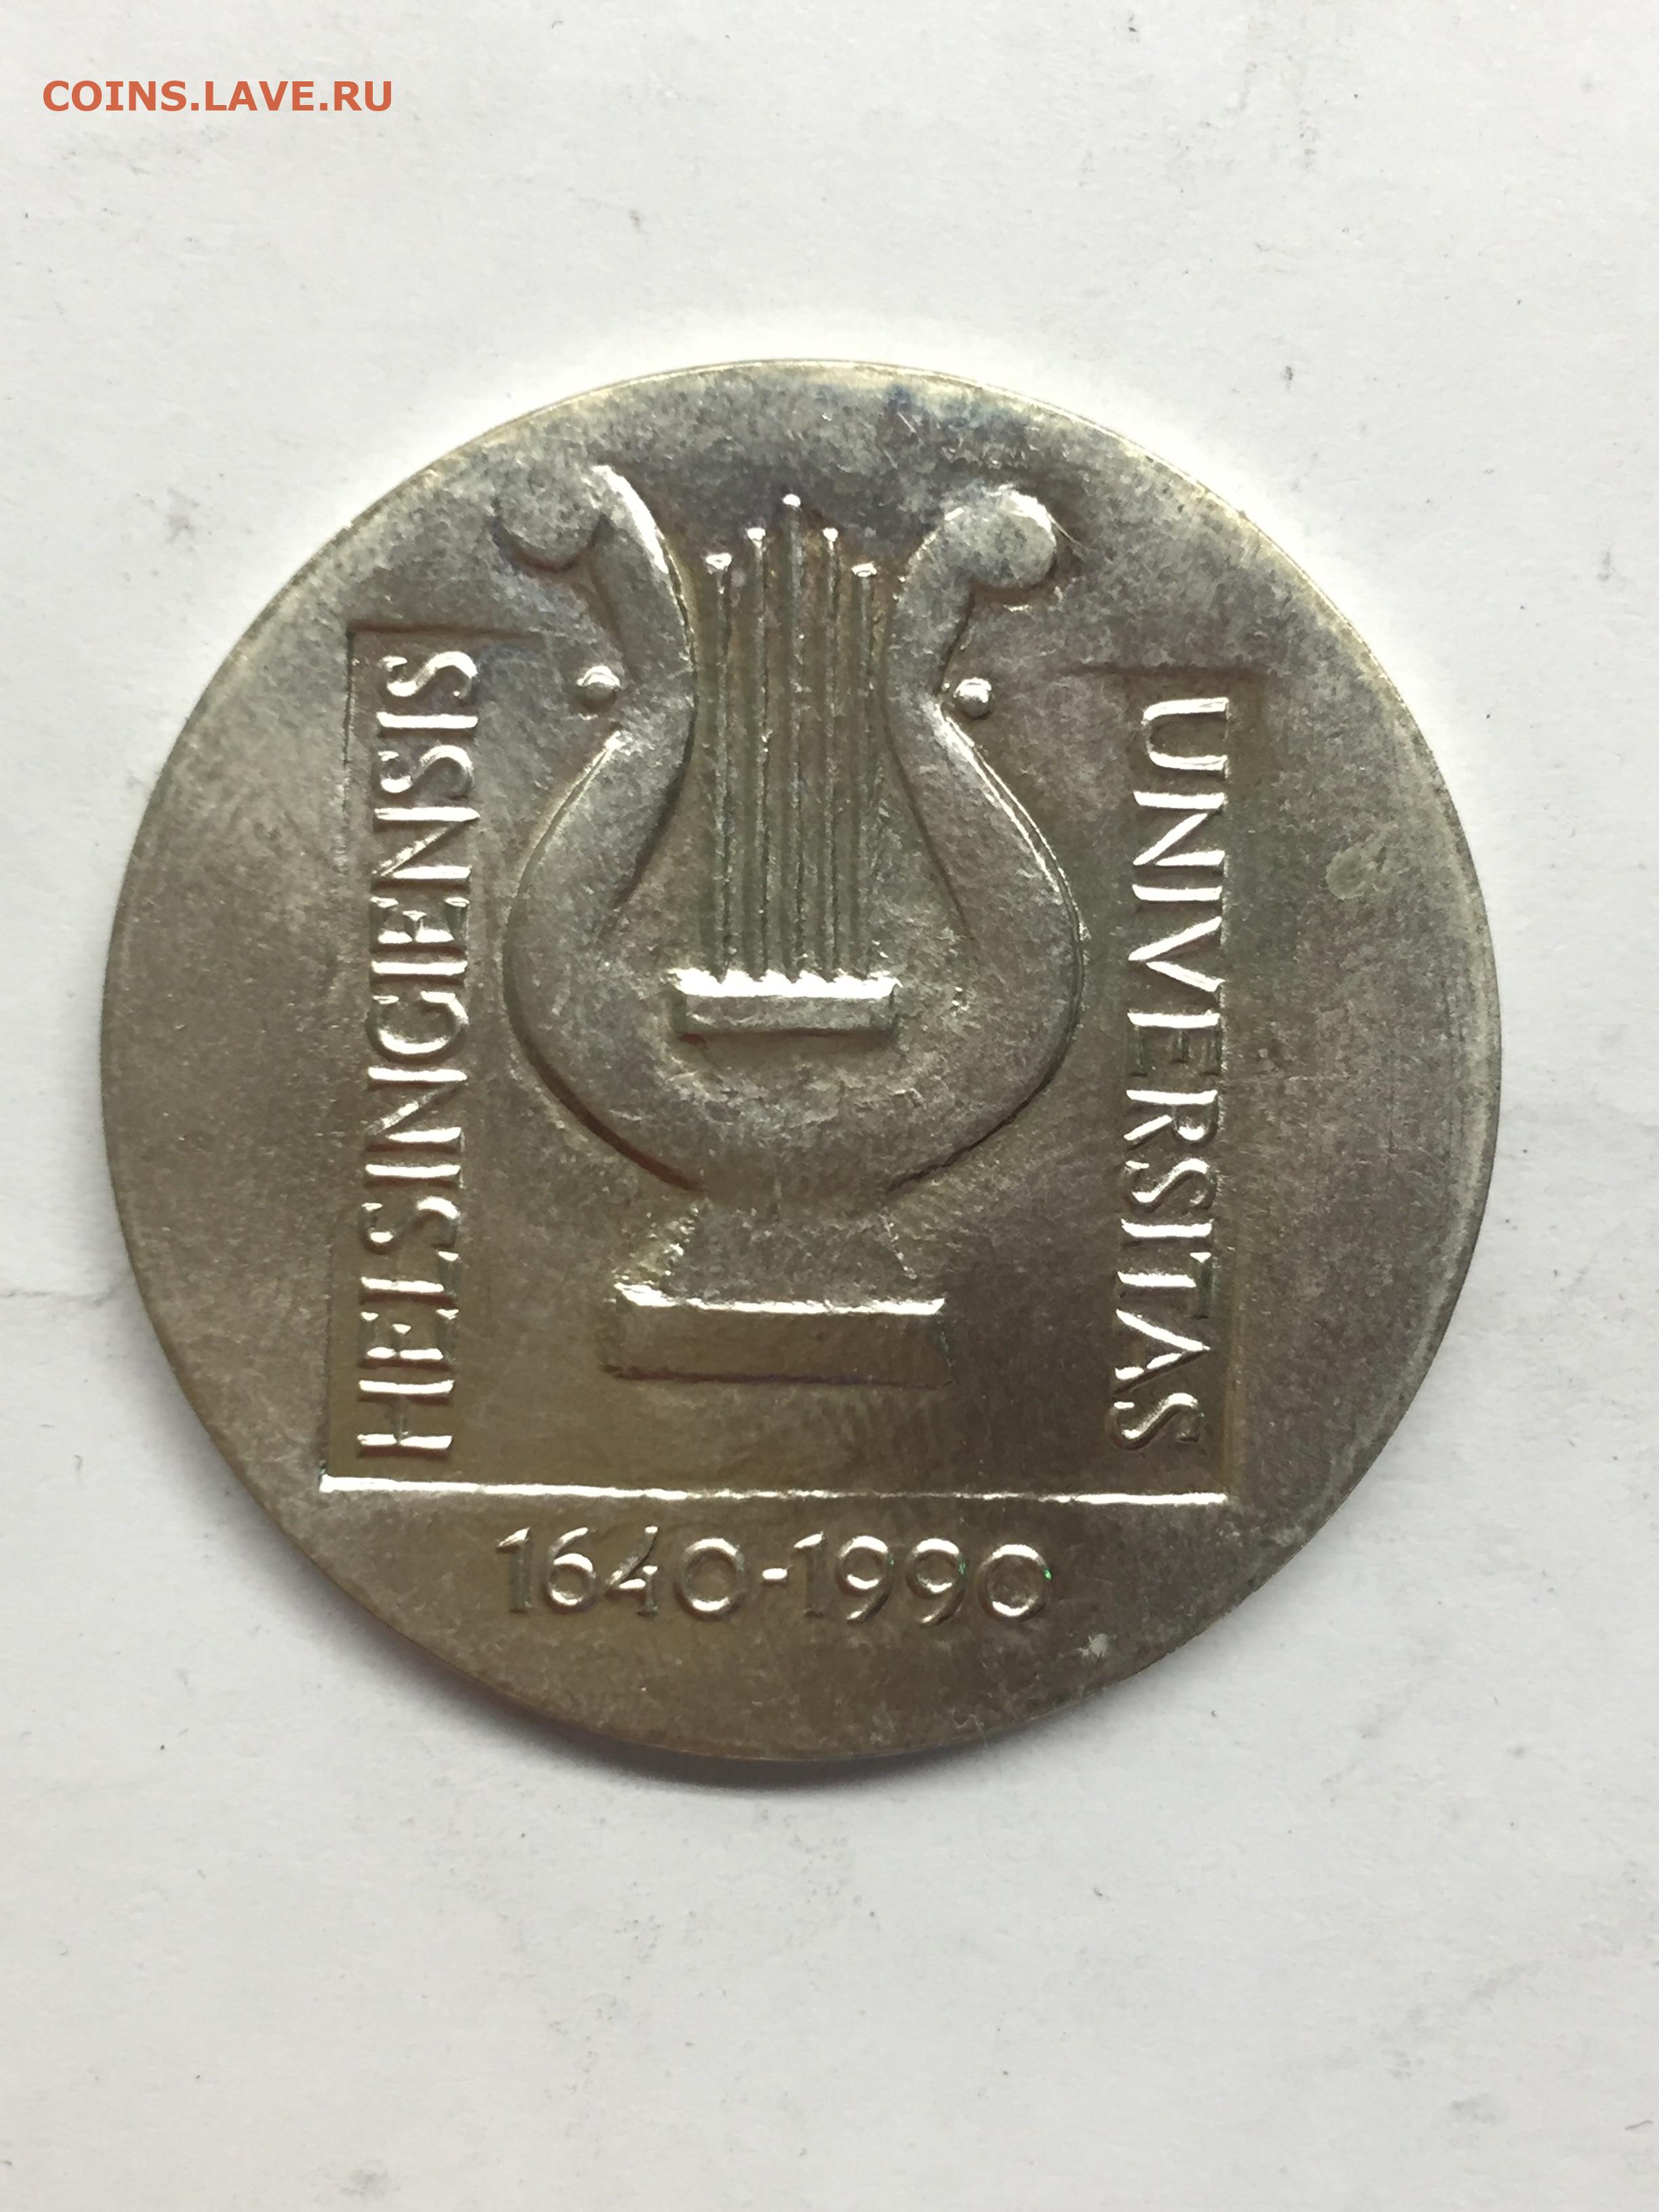 COINS.LAVE.RU
HELSINGIENSIS
UNIVERSITAS
1640-1990